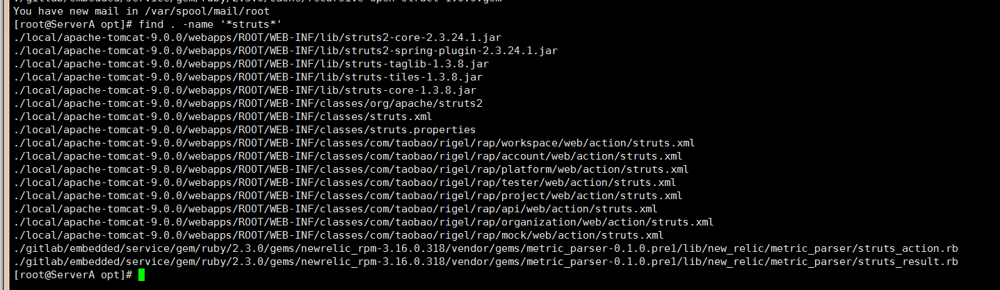 You have new mail in /var/spool/mail/root
[root@ServerA opt]# find . -name '*struts*'
./local/apache-tomcat-9.0.0/webapps/ROOT/WEB-INF/lib/struts2-core-2.3.24.1.jar
./local/apache-tomcat-9.0.0/webapps/ROOT/WEB-INF/lib/struts2-spring-plugin-2.3.24.1.jar
./local/apache-tomcat-9.0.0/webapps/ROOT/WEB-INF/lib/struts-taglib-1.3.8.jar
./local/apache-tomcat-9.0.0/webapps/ROOT/WEB-INF/lib/struts-tiles-1.3.8.jar
./local/apache-tomcat-9.0.0/webapps/ROOT/WEB-INF/lib/struts-core-1.3.8.jar
./local/apache-tomcat-9.0.0/webapps/ROOT/WEB-INF/classes/org/apache/struts2
./local/apache-tomcat-9.0.0/webapps/ROOT/WEB-INF/classes/struts.xml
./local/apache-tomcat-9.0.0/webapps/ROOT/WEB-INF/classes/struts.properties
./local/apache-tomcat-9.0.0/webapps/ROOT/WEB-INF/classes/com/taobao/rigel/rap/workspace/web/action/struts.xml
./local/apache-tomcat-9.0.0/webapps/ROOT/WEB-INF/classes/com/taobao/rigel/rap/account/web/action/struts.xml
./local/apache-tomcat-9.0.0/webapps/ROOT/WEB-INF/classes/com/taobao/rigel/rap/platform/web/action/struts.xml
./local/apache-tomcat-9.0.0/webapps/ROOT/WEB-INF/classes/com/taobao/rigel/rap/tester/web/action/struts.xml
./local/apache-tomcat-9.0.0/webapps/ROOT/WEB-INF/classes/com/taobao/rigel/rap/project/web/action/struts.xml
./local/apache-tomcat-9.0.0/webapps/ROOT/WEB-INF/classes/com/taobao/rigel/rap/api/web/action/struts.xml
./local/apache-tomcat-9.0.0/webapps/ROOT/WEB-INF/classes/com/taobao/rigel/rap/organization/web/action/struts.xml
./local/apache-tomcat-9.0.0/webapps/ROOT/WEB-INF/classes/com/taobao/rigel/rap/mock/web/action/struts.xml
./gitlab/embedded/service/gem/ruby/2.3.0/gems/newrelic_rpm-3.16.0.318/vendor/gems/metric_parser-0.1.0.pre1/lib/new_relic/metric_parser/struts_action.rb
./gitlab/embedded/service/gem/ruby/2.3.0/gems/newrelic_rpm-3.16.0.318/vendor/gems/metric_parser-0.1.0.pre1/lib/new_relic/metric_parser/struts_result.rb
[root@ServerA opt]#